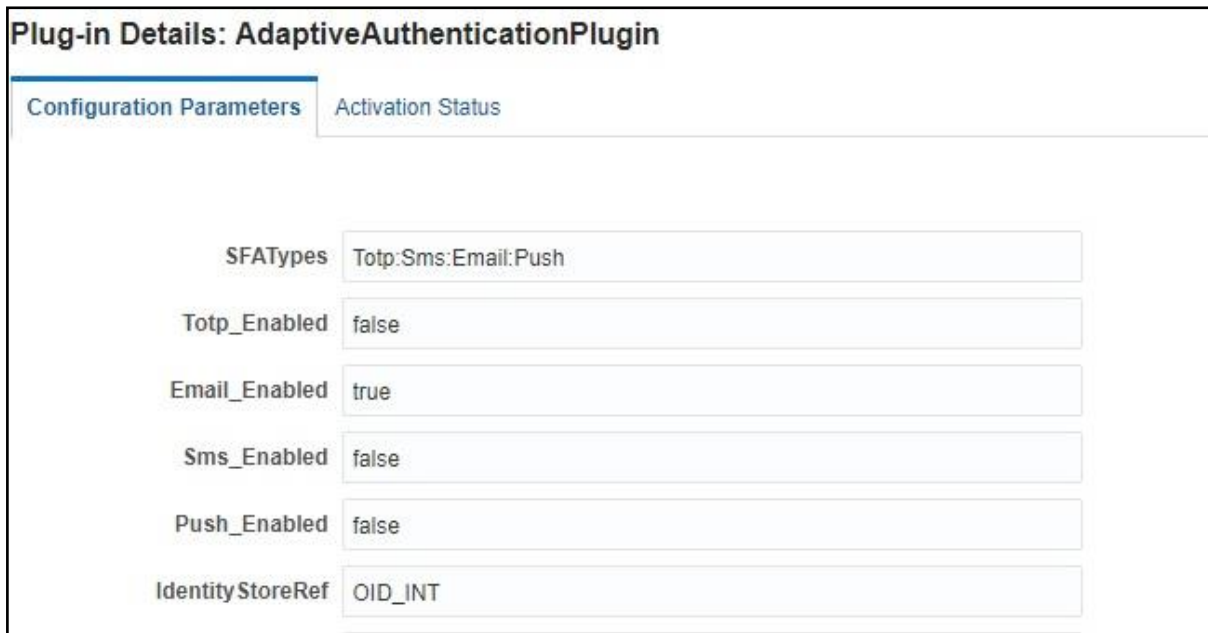 Plug-in Details: AdaptiveAuthenticationPlugin
Configuration Parameters Activation Status
SFATypes Totp:Sms:Email:Push
Totp_Enabled false
Email_Enabled true
Sms_Enabled false
Push_Enabled false
IdentityStoreRef OID_INT